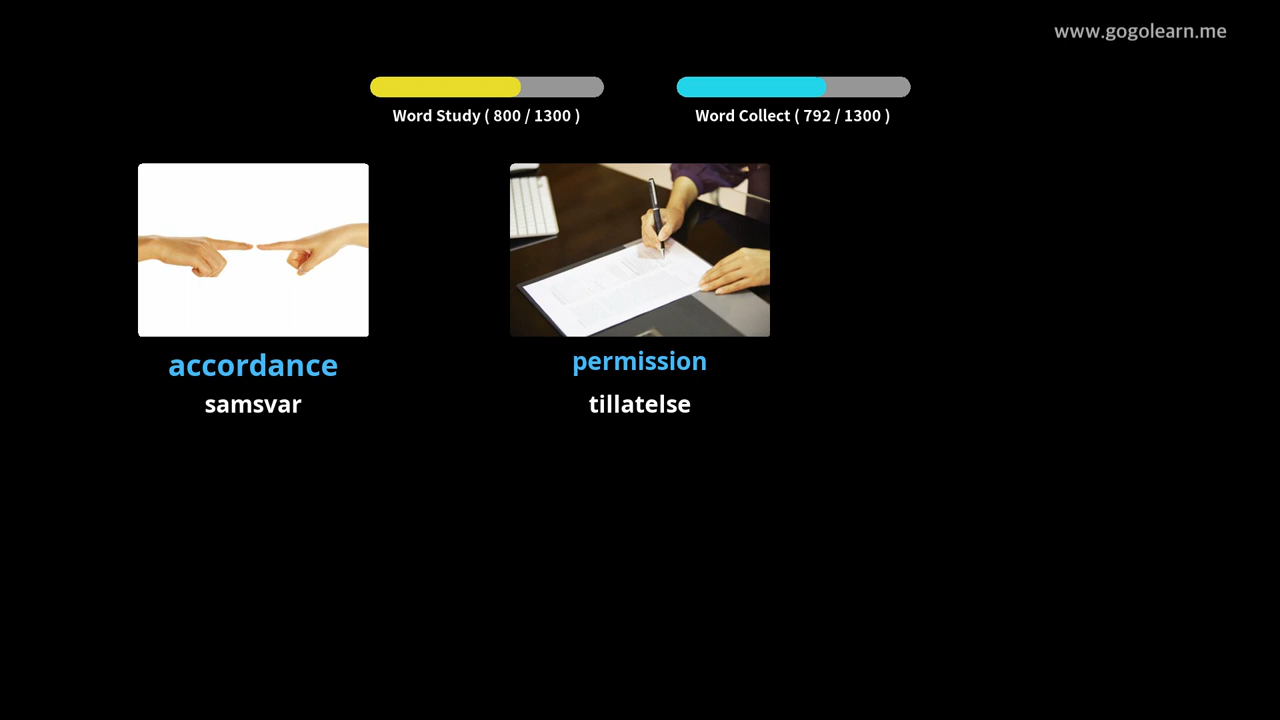 www.gogolearn.me
Word Study ( 800 / 1300 )
Word Collect ( 792 / 1300 )
accordance
samsvar
permission
tillatelse